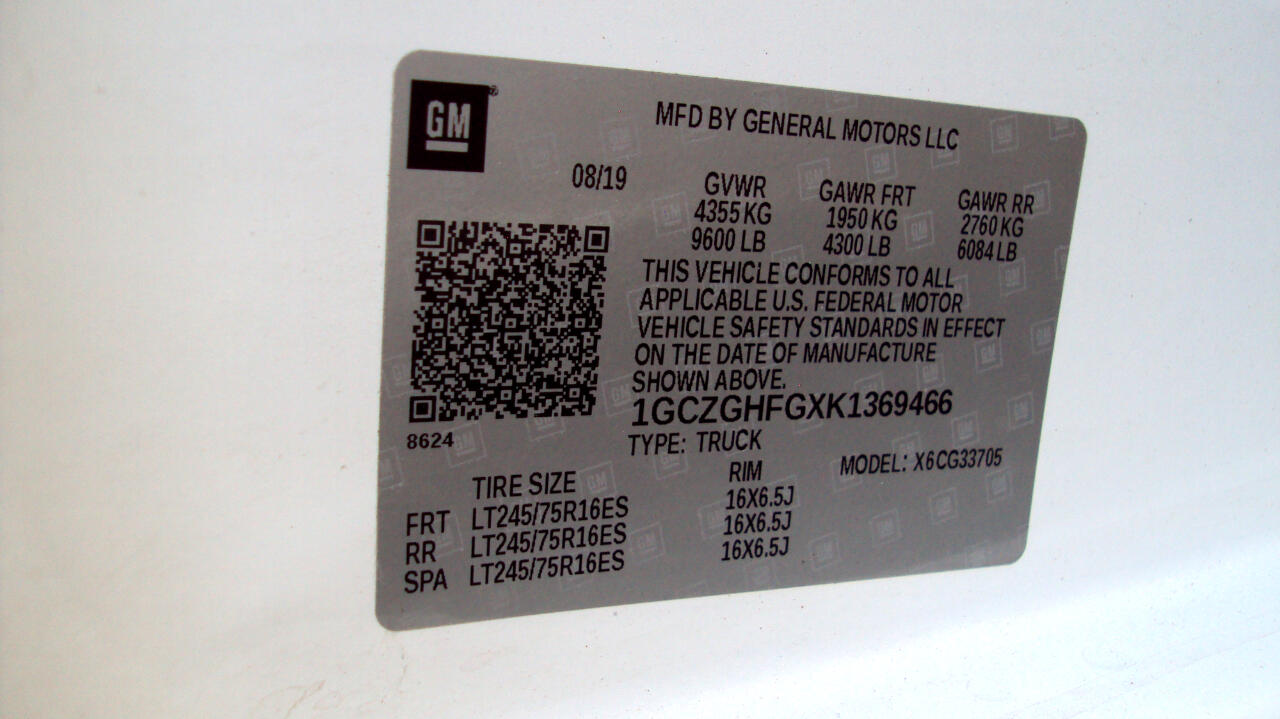 GM
MFD BY GENERAL MOTORS LLC
08/19
GVWR GAWR FRT GAWR RR
4355 KG 1950 KG 2760 KG
9600 LB 4300 LB 6084 LB
THIS VEHICLE CONFORMS TO ALL
APPLICABLE U.S. FEDERAL MOTOR
VEHICLE SAFETY STANDARDS IN EFFECT
ON THE DATE OF MANUFACTURE
SHOWN ABOVE.
1GCZGHFGXK1369466
8624
TYPE: TRUCK
MODEL: X6CG33705
TIRE SIZE RIM
FRT LT245/75R16ES 16X6.5J
RR LT245/75R16ES 16X6.5J
SPA LT245/75R16ES 16X6.5J